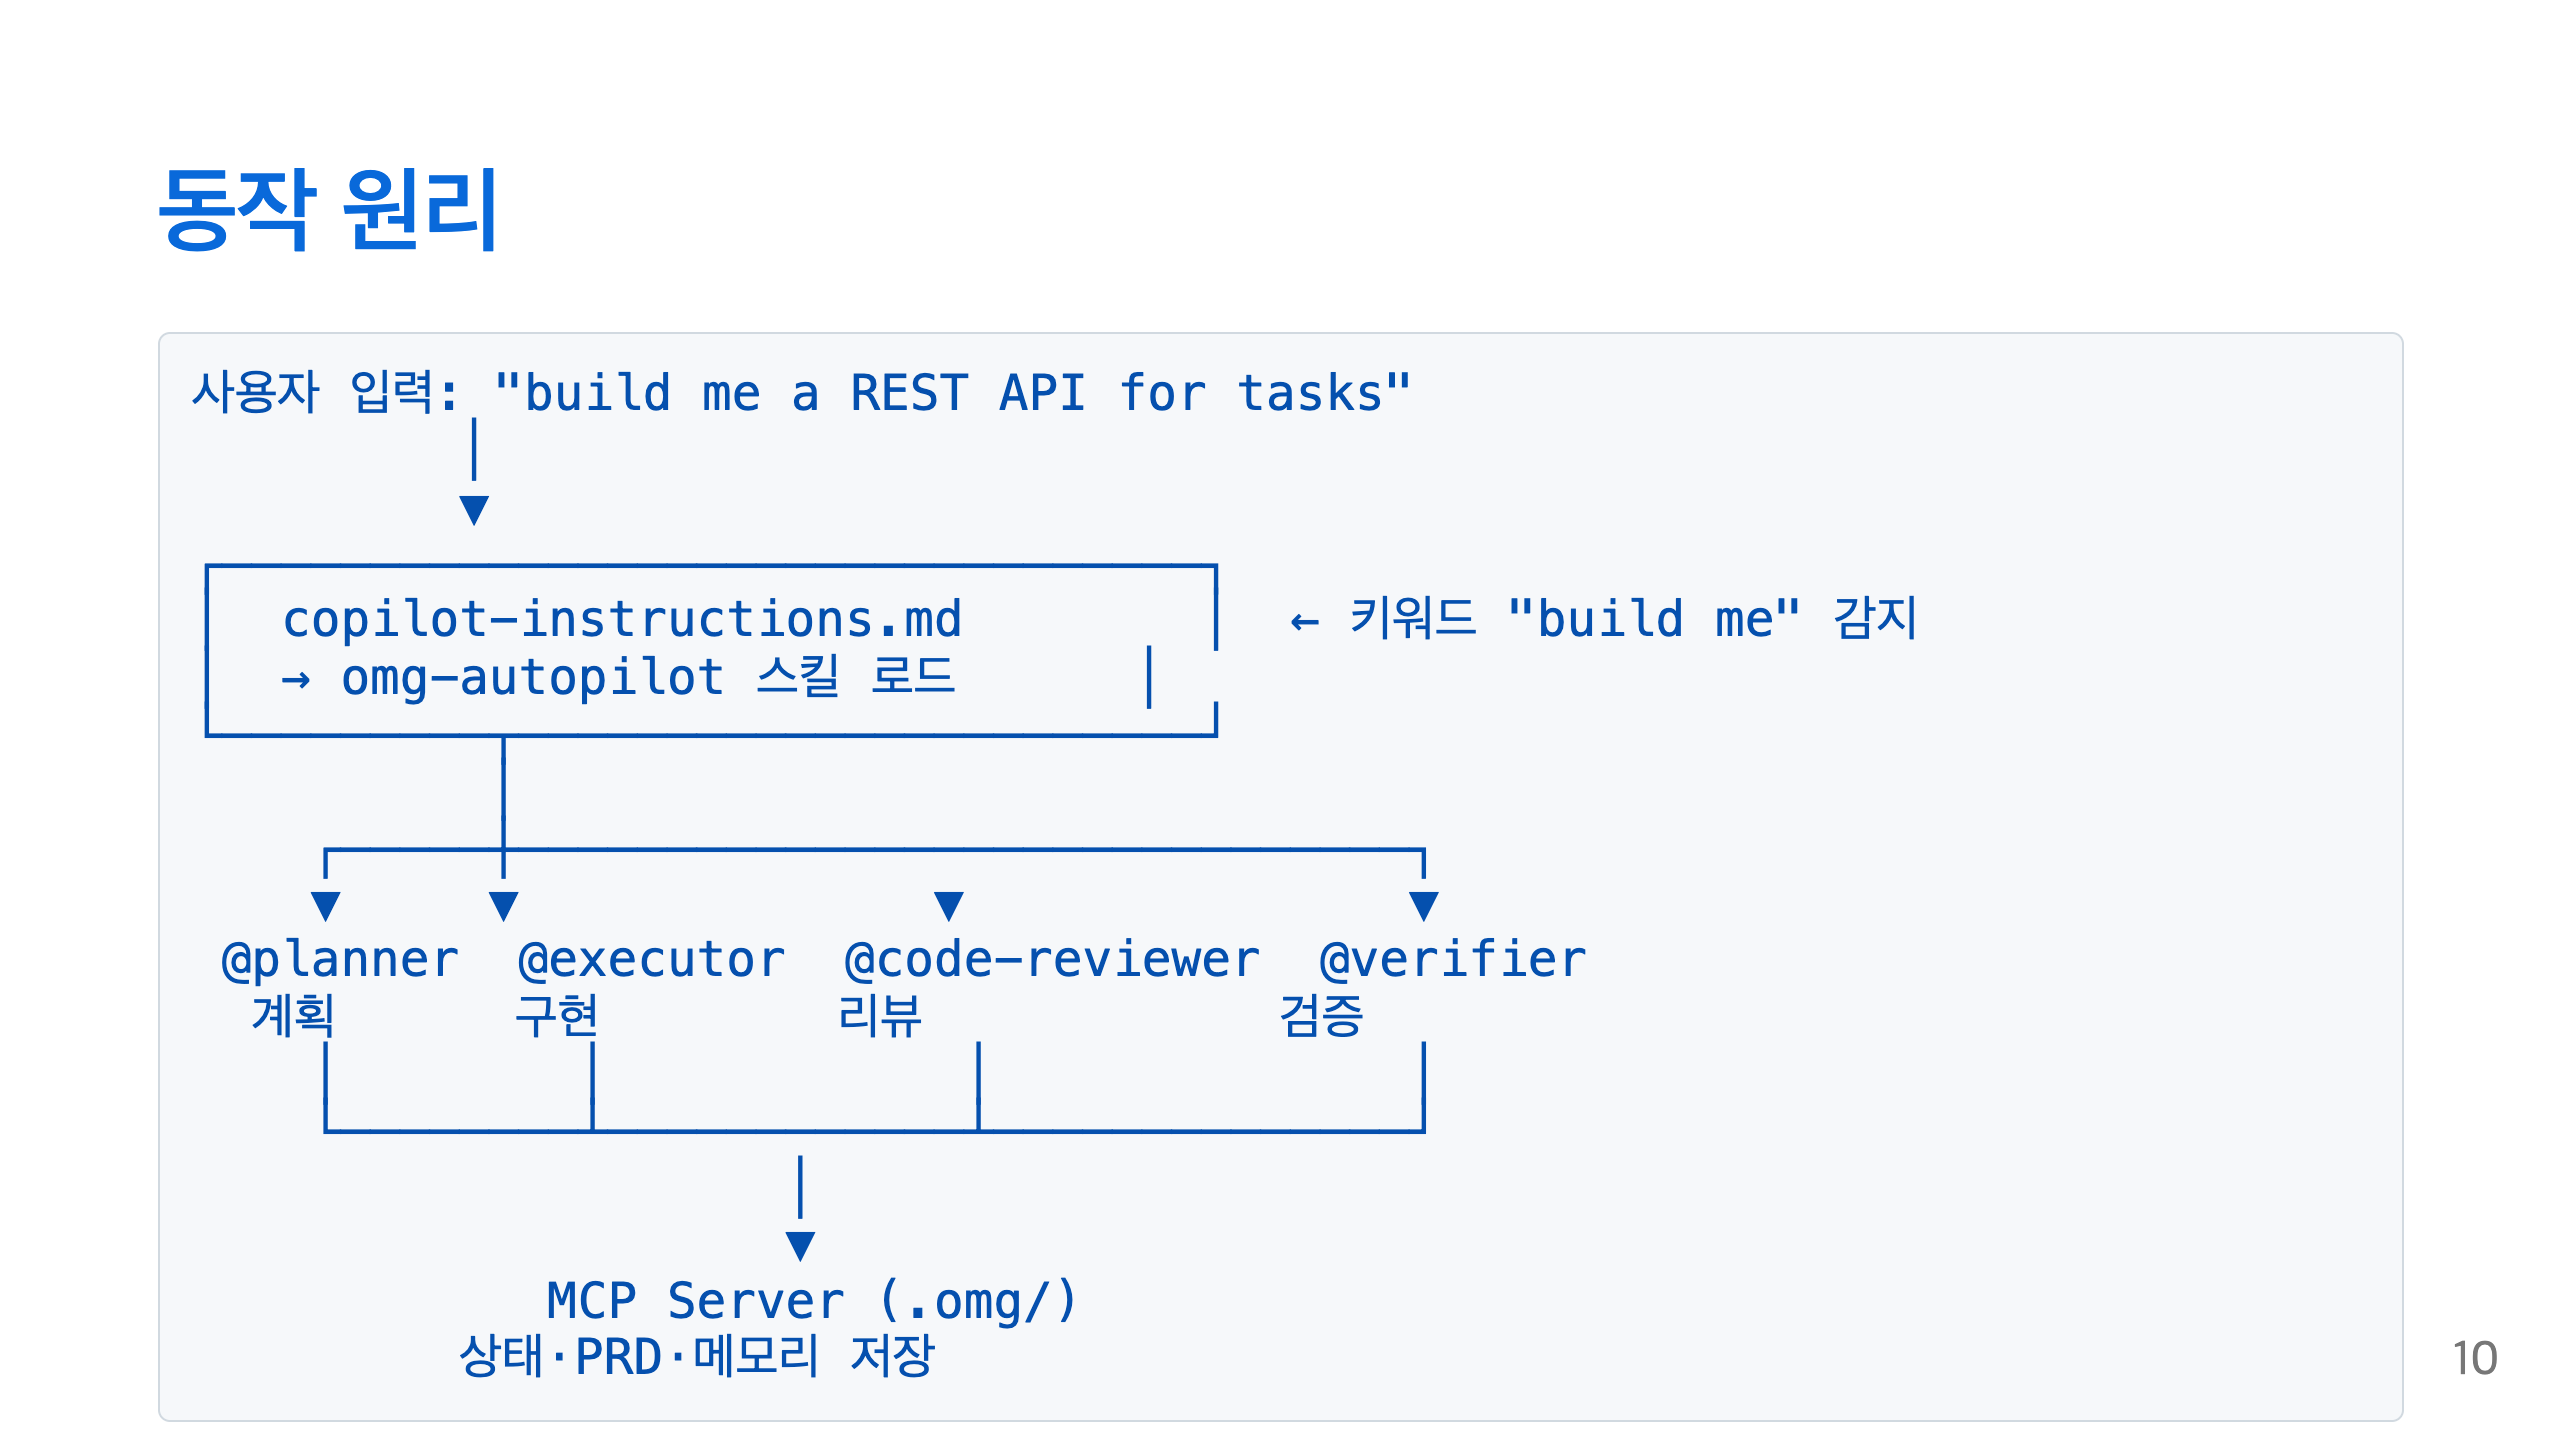 동작 원리
사용자 입력: "build me a REST API for tasks"
copilot-instructions.md ← 키워드 "build me" 감지
→ omg-autopilot 스킬 로드
@planner @executor @code-reviewer @verifier
계획 구현 리뷰 검증
MCP Server (.omg/)
상태·PRD·메모리 저장
10